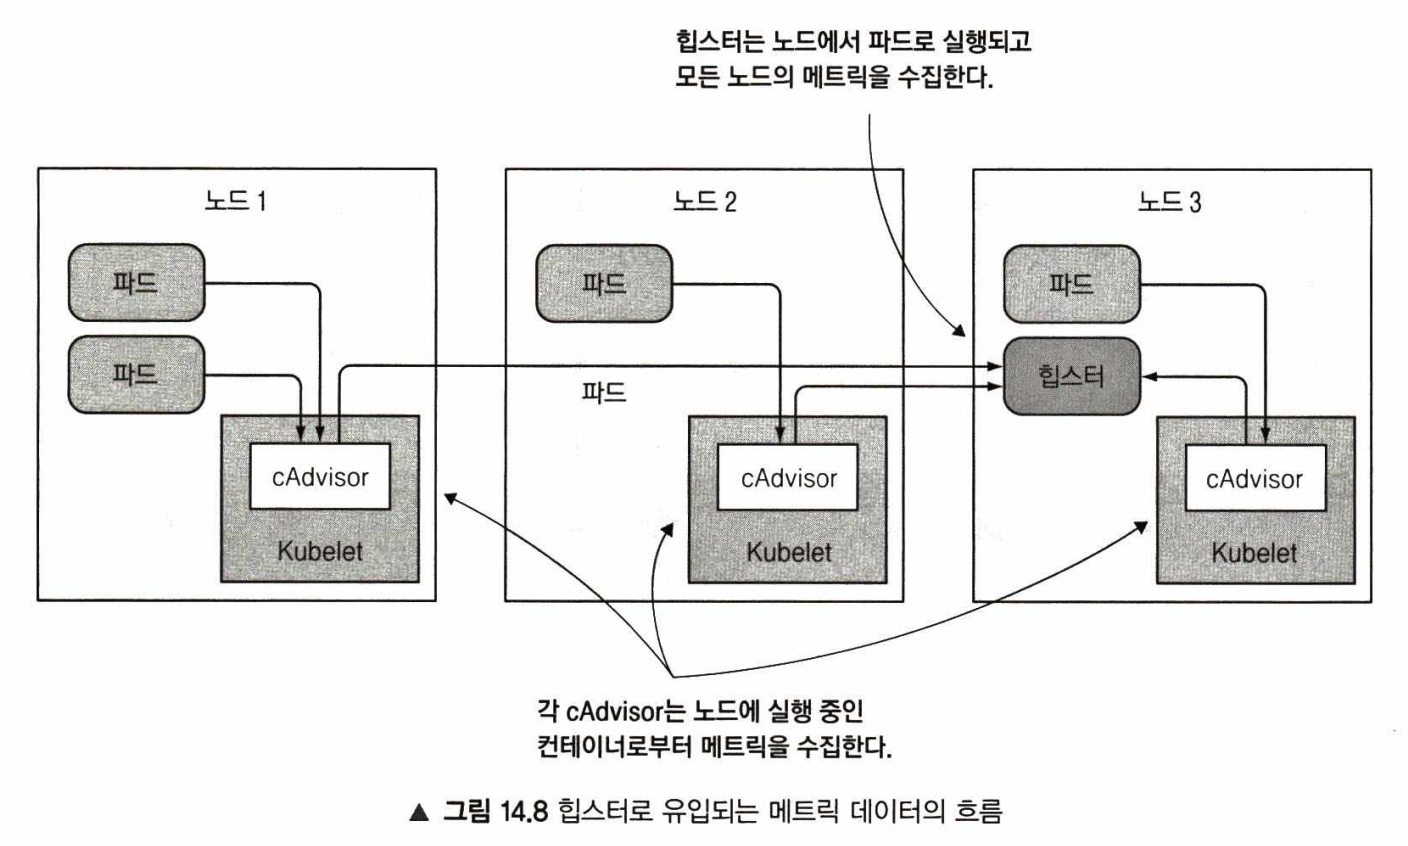 힙스터는 노드에서 파드로 실행되고
모든 노드의 메트릭을 수집한다.
노드 1
파드
파드
cAdvisor
Kubelet
노드 2
파드
파드
cAdvisor
Kubelet
노드 3
파드
힙스터
cAdvisor
Kubelet
각 cAdvisor는 노드에 실행 중인
컨테이너로부터 메트릭을 수집한다.
▲ 그림 14.8 힙스터로 유입되는 메트릭 데이터의 흐름